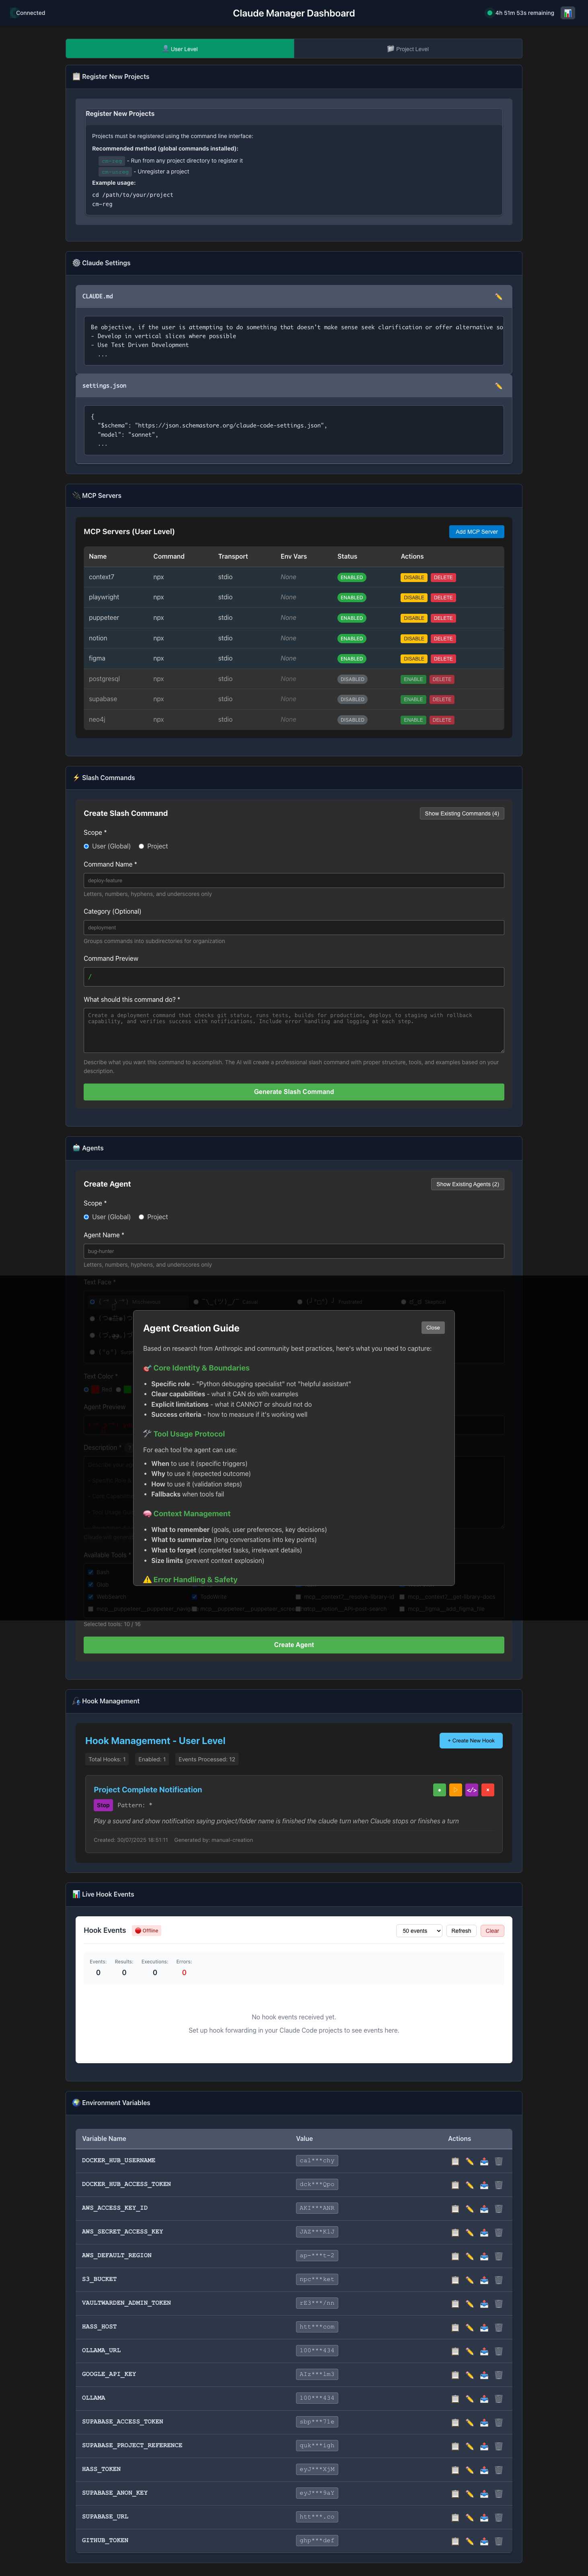 Connected
Claude Manager Dashboard
4h 51m 53s remaining
User Level
Project Level
Register New Projects
Register New Projects
Projects must be registered using the command line interface:
Recommended method (global commands installed):
cm-reg - Run from any project directory to register it
- Unregister a project
Example usage:
cd /path/to/your/project
cm-reg
Claude Settings
CLAUDE.md
Be objective, if the user is attempting to do something that doesn't make sense seek clarification or offer alternative so
- Develop in vertical slices where possible
- Use Test Driven Development
...
settings.json
{
"$schema": "https://json.schemastore.org/claude-code-settings.json",
"model": "sonnet",
...
MCP Servers
MCP Servers (User Level)
Add MCP Server
Name Command Transport Env Vars Status Actions
context7 npx stdio None ENABLED DISABLE DELETE
playwright npx stdio None ENABLED DISABLE DELETE
puppeteer npx stdio None ENABLED DISABLE DELETE
notion npx stdio None ENABLED DISABLE DELETE
figma npx stdio None ENABLED DISABLE DELETE
postgresql npx stdio None DISABLED ENABLE DELETE
supabase npx stdio None DISABLED ENABLE DELETE
neo4j npx stdio None DISABLED ENABLE DELETE
Slash Commands
Create Slash Command
Show Existing Commands (4)
Scope *
User (Global) Project
Command Name *
deploy-feature
Letters, numbers, hyphens, and underscores only
Category (Optional)
deployment
Groups commands into subdirectories for organization
Command Preview
/
What should this command do? *
Create a deployment command that checks git status, runs tests, builds for production, deploys to staging with rollback
capability, and verifies success with notifications. Include error handling and logging at each step.
Describe what you want this command to accomplish. The AI will create a professional slash command with proper structure, tools, and examples based on your
description.
Generate Slash Command
Agents
Create Agent
Show Existing Agents (2)
Scope *
User (Global) Project
Agent Name *
bug-hunter
Letters, numbers, hyphens, and underscores only
Text Face *
Text Color *
Red
Agent Preview
Description *
Available Tools *
Agent Creation Guide
Close
Based on research from Anthropic and community best practices, here's what you need to capture:
Core Identity & Boundaries
• Specific role - "Python debugging specialist" not "helpful assistant"
• Clear capabilities - what it CAN do with examples
• Explicit limitations - what it CANNOT or should not do
• Success criteria - how to measure if it's working well
Tool Usage Protocol
For each tool the agent can use:
• When to use it (specific triggers)
• Why to use it (expected outcome)
• How to use it (validation steps)
• Fallbacks when tools fail
Context Management
• What to remember (goals, user preferences, key decisions)
• What to summarize (long conversations into key points)
• What to forget (completed tasks, irrelevant details)
• Size limits (prevent context explosion)
Error Handling & Safety
Selected tools: 10 / 16
Create Agent
Hook Management
Hook Management - User Level
+ Create New Hook
Total Hooks: 1 Enabled: 1 Events Processed: 12
Project Complete Notification
</>
Stop Pattern: *
Play a sound and show notification saying project/folder name is finished the claude turn when Claude stops or finishes a turn
Created: 30/07/2025 18:51:11 Generated by: manual-creation
Live Hook Events
Hook Events
Offline
50 events
Refresh
Clear
Events: Results: Executions: Errors:
0 0 0 0
No hook events received yet.
Set up hook forwarding in your Claude Code projects to see events here.
Environment Variables
Variable Name Value Actions
DOCKER_HUB_USERNAME cal***chy
DOCKER_HUB_ACCESS_TOKEN dck***Qpo
AWS_ACCESS_KEY_ID
AWS_SECRET_ACCESS_KEY
AWS_DEFAULT_REGION ap-***t-2
S3_BUCKET npc***ket
VAULTWARDEN_ADMIN_TOKEN cE3***/nn
HASS_HOST htt***com
OLLAMA_URL 100***434
GOOGLE_API_KEY
OLLAMA 100***434
SUPABASE_ACCESS_TOKEN
SUPABASE_PROJECT_REFERENCE quk***igh
HASS_TOKEN eyJ***XjM
SUPABASE_ANON_KEY eyJ***9aY
SUPABASE_URL htt***.co
GITHUB_TOKEN ghp***def